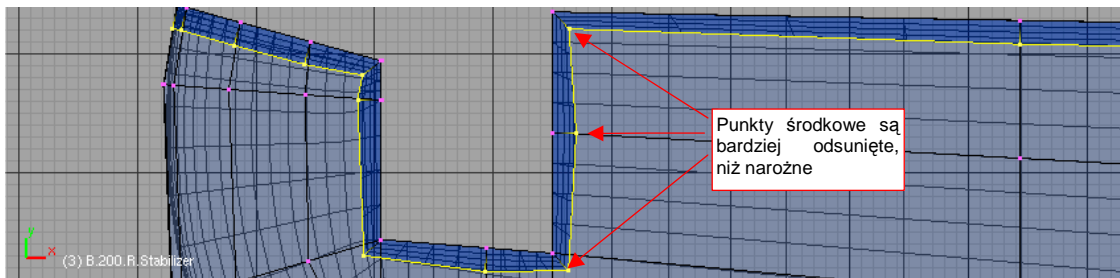 Punkty środkowe są
bardziej odsunięte,
niż narożne
z
x
(3) B.200.R.Stabilizer